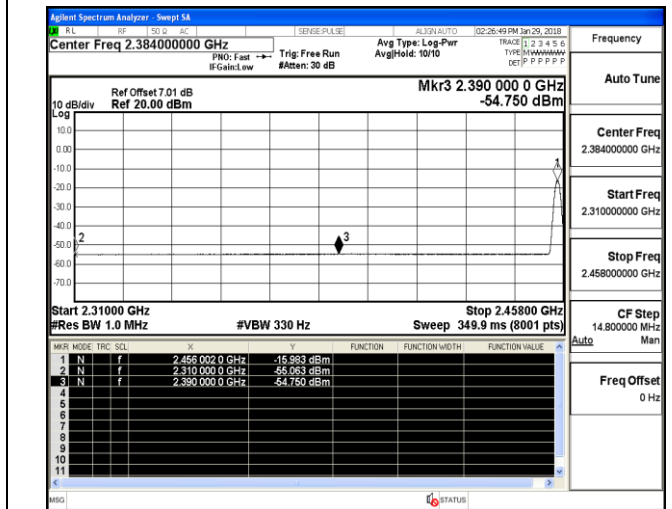 Agilent Spectrum Analyzer - Swept SA
RL RF 50 Ω AC SENSE:PULSE ALIGN AUTO 02:26:49 PM Jan 29, 2018
Center Freq 2.384000000 GHz
PNO: Fast
IFGain:Low
Trig: Free Run
#Atten: 30 dB
Avg Type: Log-Pwr
Avg|Hold: 10/10
TRACE 1 2 3 4 5 6
TYPE M
DET P P P P P P
Ref Offset 7.01 dB
10 dB/div Ref 20.00 dBm
Log
Mkr3 2.390 000 0 GHz
-54.750 dBm
10.0
0.00
-10.0
-20.0
-30.0
-40.0
-50.0
-60.0
-70.0
1
2
3
Start 2.31000 GHz Stop 2.45800 GHz
#Res BW 1.0 MHz #VBW 330 Hz Sweep 349.9 ms (8001 pts)
MKR MODE TRC SCL X Y FUNCTION FUNCTION WIDTH FUNCTION VALUE
1 N f 2.456 002 0 GHz -15.983 dBm
2 N f 2.310 000 0 GHz -55.063 dBm
3 N f 2.390 000 0 GHz -54.750 dBm
4
5
6
7
8
9
10
11
MSG STATUS
Frequency
Auto Tune
Center Freq
2.384000000 GHz
Start Freq
2.310000000 GHz
Stop Freq
2.458000000 GHz
CF Step
14.800000 MHz
Auto Man
Freq Offset
0 Hz